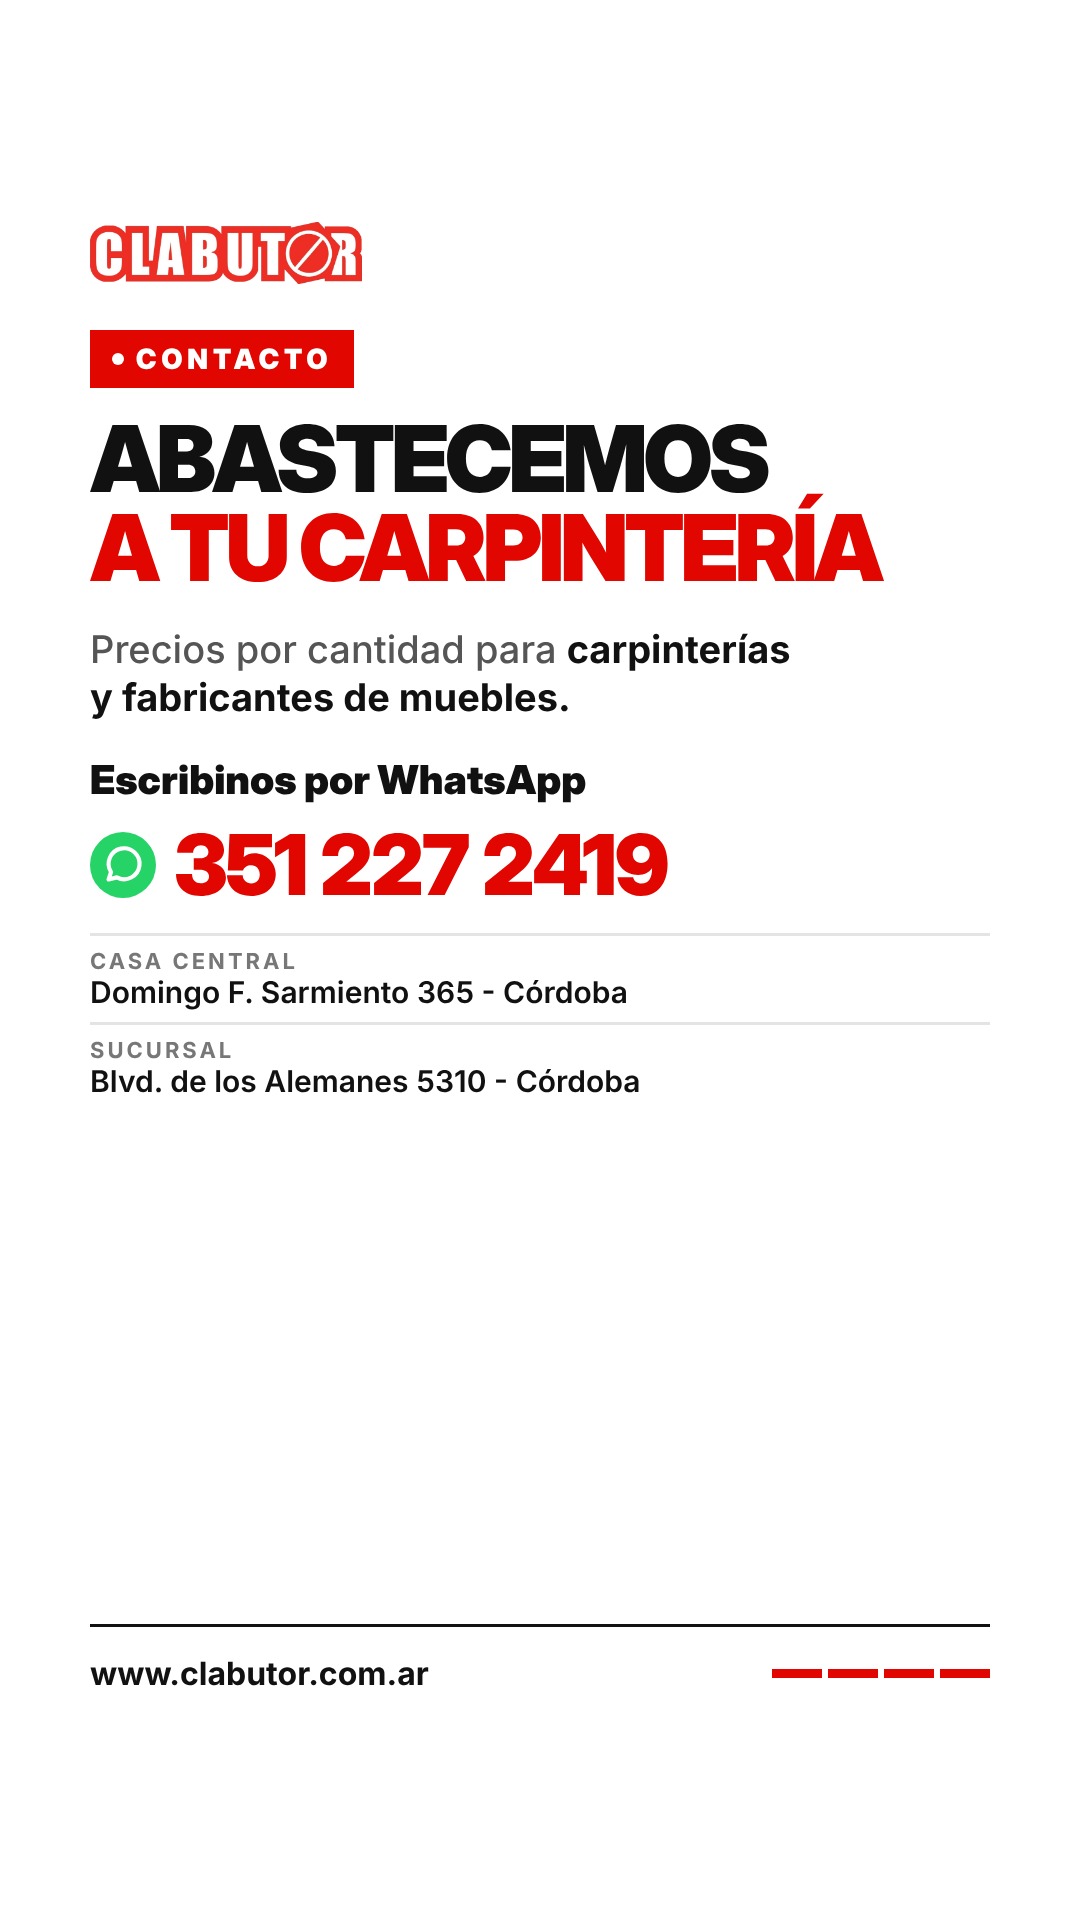 CLABUTOR
• CONTACTO
ABASTECEMOS
A TU CARPINTERÍA
Precios por cantidad para carpinterías
y fabricantes de muebles.
Escribinos por WhatsApp
351 227 2419
CASA CENTRAL
Domingo F. Sarmiento 365 - Córdoba
SUCURSAL
Blvd. de los Alemanes 5310 - Córdoba
www.clabutor.com.ar